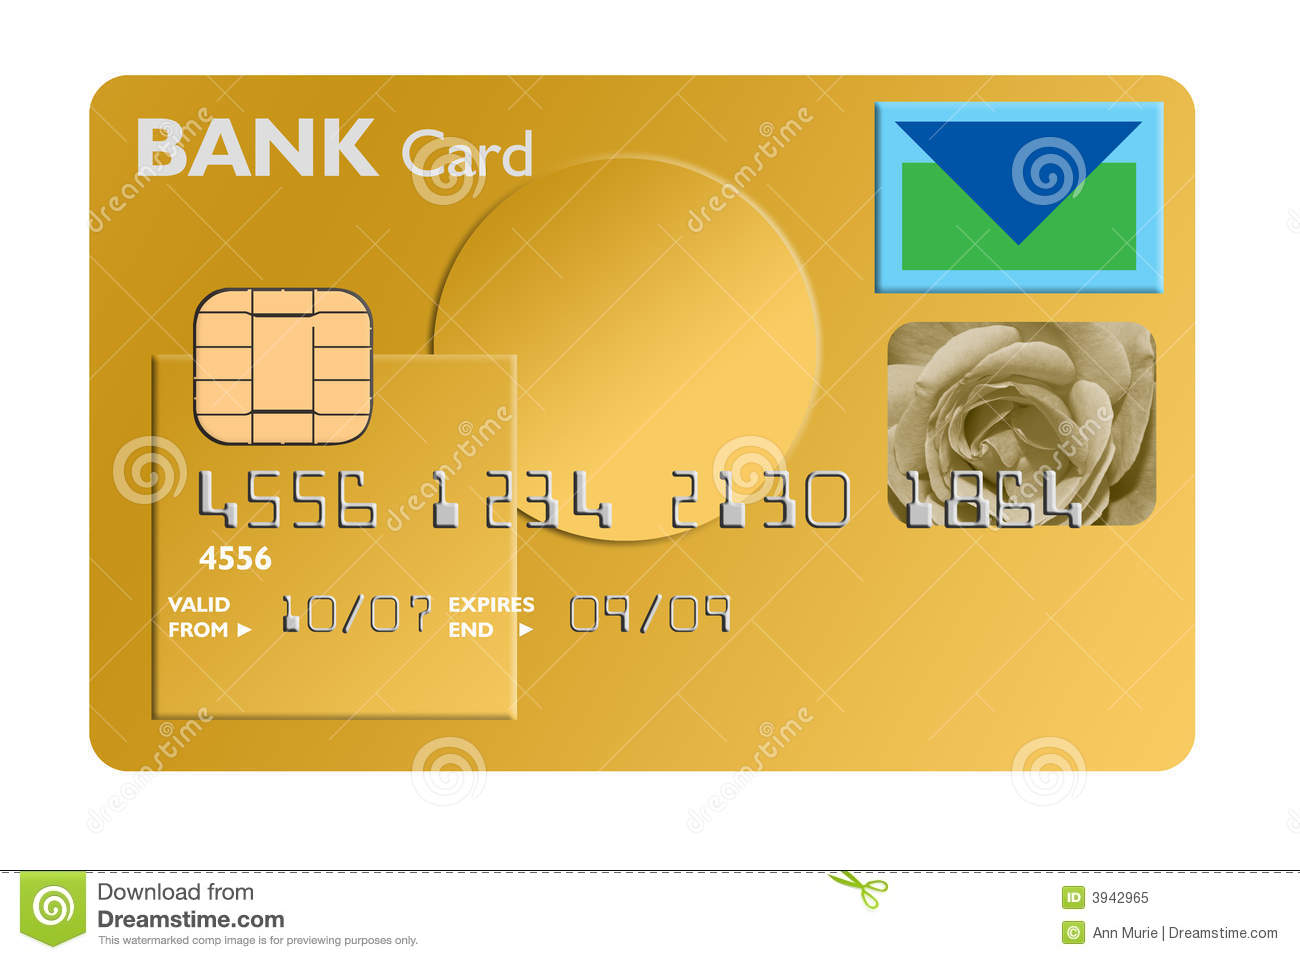 BANK Card
4556 1234 2130 1864
4556
VALID FROM ► 10/07 EXPIRES END ► 09/09
dreamstime
Download from
Dreamstime.com
This watermarked comp image is for previewing purposes only.
ID 3942965
© Ann Murie | Dreamstime.com